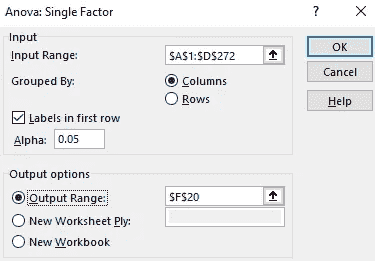 Anova: Single Factor ? ×
Input
Input Range: $A$1:$D$272
Grouped By: Columns
Rows
Labels in first row
Alpha: 0.05
OK
Cancel
Help
Output options
Output Range: $F$20
New Worksheet Ply:
New Workbook